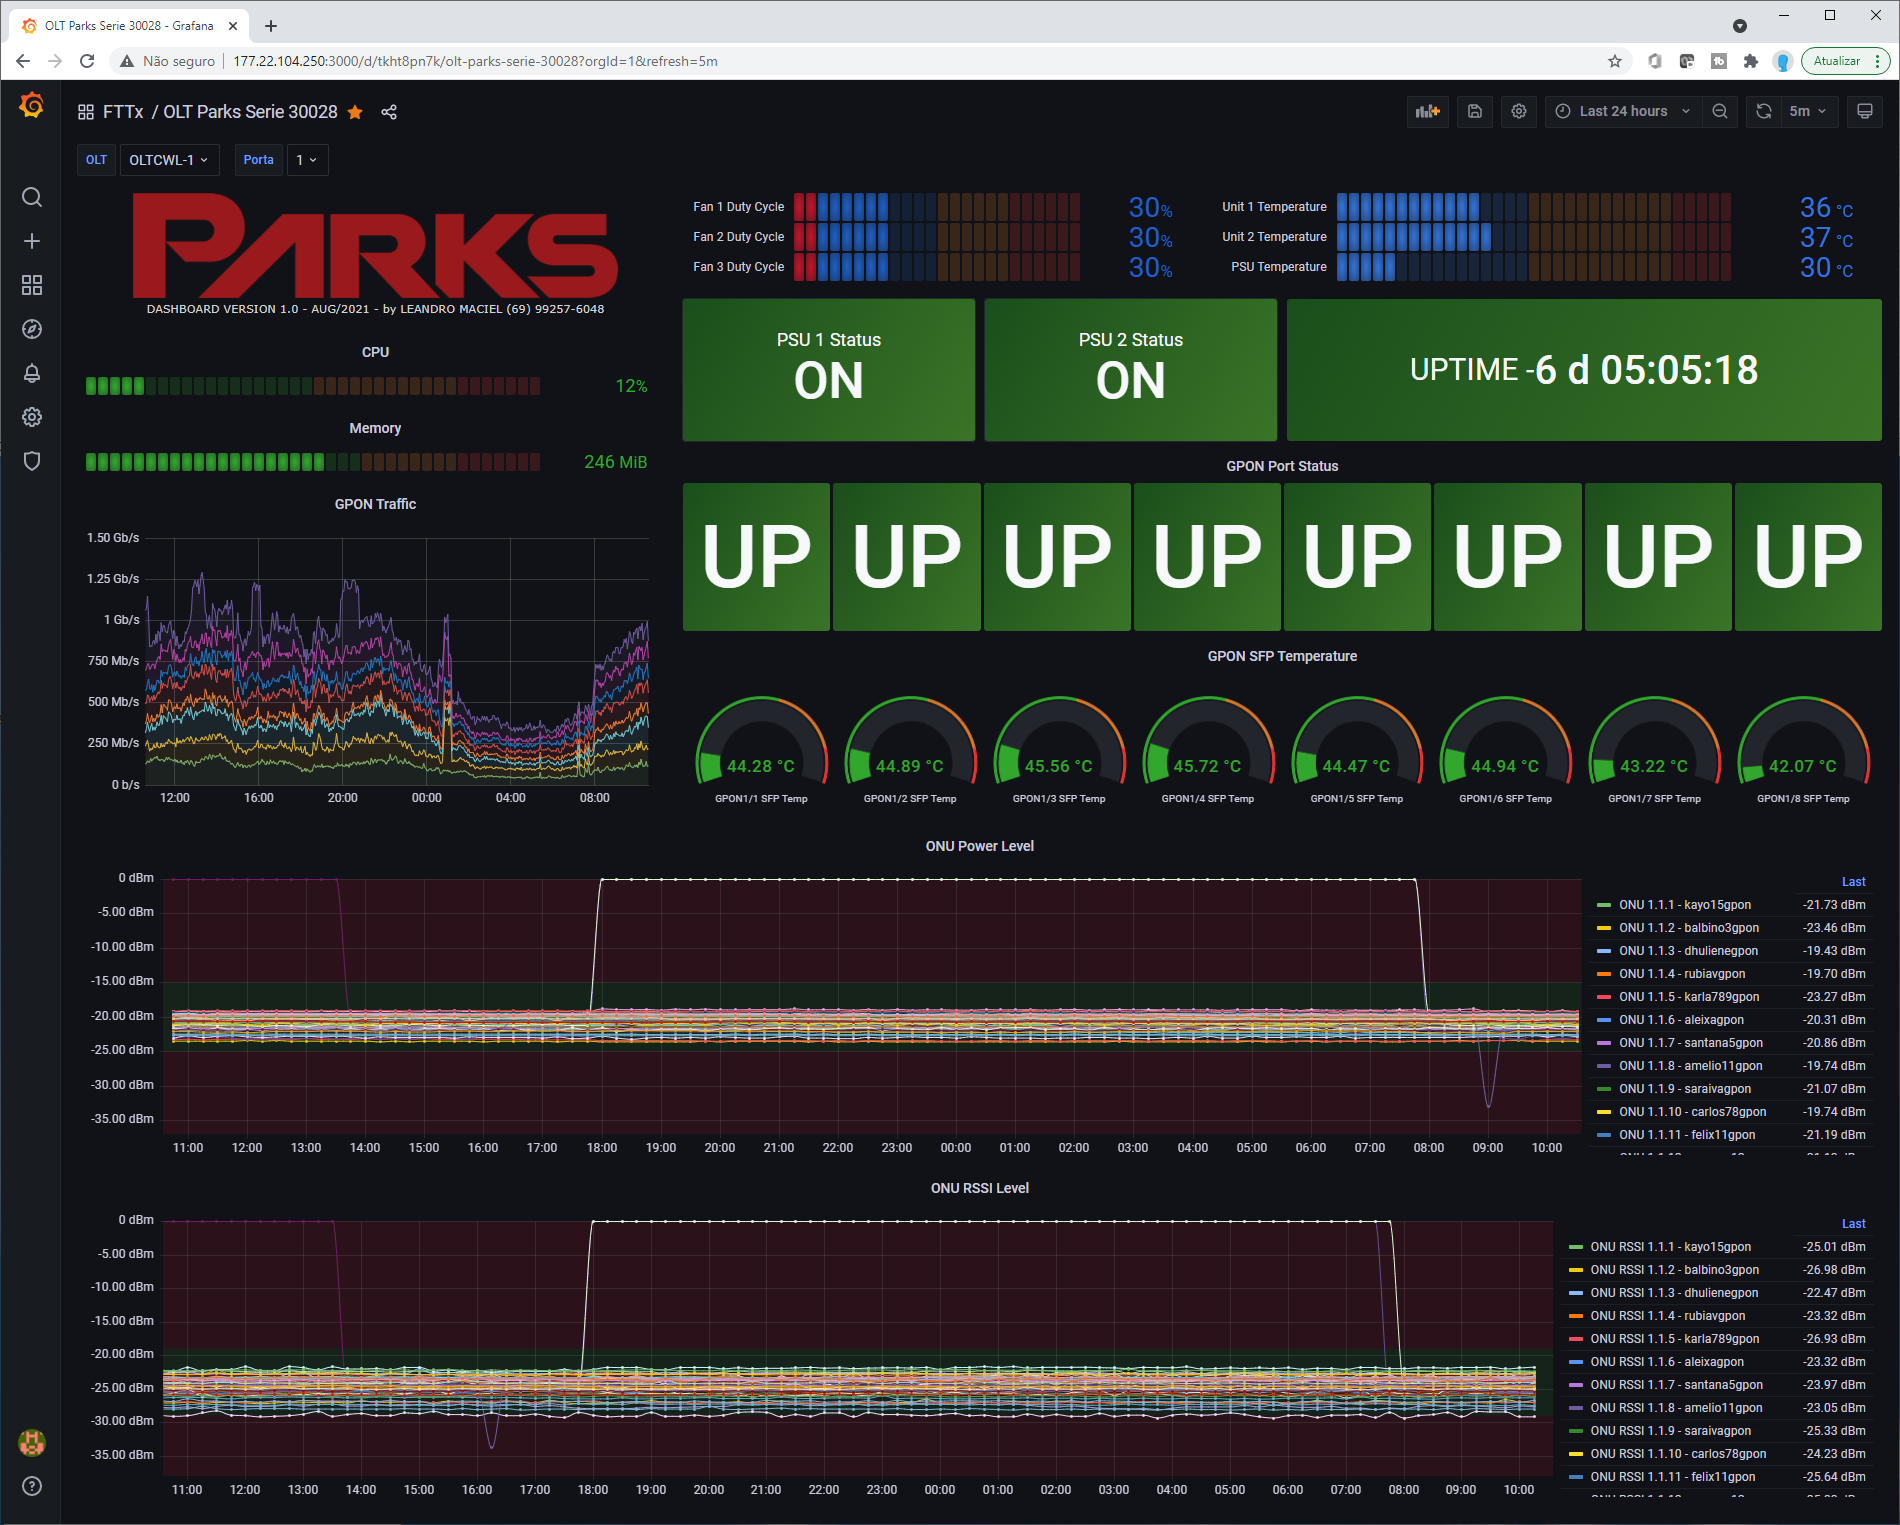 OLT Parks Serie 30028 - Grafana
Não seguro
177.22.104.250:3000/d/tkht8pn7k/olt-parks-serie-30028?orgId=1&refresh=5m
Atualizar
FTTx / OLT Parks Serie 30028
Last 24 hours
5m
OLT
OLTCWL-1
Porta
1
PARKS
DASHBOARD VERSION 1.0 - AUG/2021 - by LEANDRO MACIEL (69) 99257-6048
CPU
12%
Memory
246 MiB
Fan 1 Duty Cycle 30%
Fan 2 Duty Cycle 30%
Fan 3 Duty Cycle 30%
Unit 1 Temperature 36 °C
Unit 2 Temperature 37 °C
PSU Temperature 30 °C
PSU 1 Status
ON
PSU 2 Status
ON
UPTIME -6 d 05:05:18
GPON Port Status
UP UP UP UP UP UP UP UP
GPON Traffic
1.50 Gb/s
1.25 Gb/s
1 Gb/s
750 Mb/s
500 Mb/s
250 Mb/s
0 b/s
12:00 16:00 20:00 00:00 04:00 08:00
GPON SFP Temperature
44.28 °C 44.89 °C 45.56 °C 45.72 °C 44.47 °C 44.94 °C 43.22 °C 42.07 °C
GPON1/1 SFP Temp GPON1/2 SFP Temp GPON1/3 SFP Temp GPON1/4 SFP Temp GPON1/5 SFP Temp GPON1/6 SFP Temp GPON1/7 SFP Temp GPON1/8 SFP Temp
ONU Power Level
0 dBm
-5.00 dBm
-10.00 dBm
-15.00 dBm
-20.00 dBm
-25.00 dBm
-30.00 dBm
-35.00 dBm
11:00 12:00 13:00 14:00 15:00 16:00 17:00 18:00 19:00 20:00 21:00 22:00 23:00 00:00 01:00 02:00 03:00 04:00 05:00 06:00 07:00 08:00 09:00 10:00
Last
ONU 1.1.1 - kayo15gpon -21.73 dBm
ONU 1.1.2 - balbino3gpon -23.46 dBm
ONU 1.1.3 - dhulienegpon -19.43 dBm
ONU 1.1.4 - rubiavgpon -19.70 dBm
ONU 1.1.5 - karla789gpon -23.27 dBm
ONU 1.1.6 - aleixagpon -20.31 dBm
ONU 1.1.7 - santana5gpon -20.86 dBm
ONU 1.1.8 - amelio11gpon -19.74 dBm
ONU 1.1.9 - saraivagpon -21.07 dBm
ONU 1.1.10 - carlos78gpon -19.74 dBm
ONU 1.1.11 - felix11gpon -21.19 dBm
ONU RSSI Level
0 dBm
-5.00 dBm
-10.00 dBm
-15.00 dBm
-20.00 dBm
-25.00 dBm
-30.00 dBm
-35.00 dBm
11:00 12:00 13:00 14:00 15:00 16:00 17:00 18:00 19:00 20:00 21:00 22:00 23:00 00:00 01:00 02:00 03:00 04:00 05:00 06:00 07:00 08:00 09:00 10:00
Last
ONU RSSI 1.1.1 - kayo15gpon -25.01 dBm
ONU RSSI 1.1.2 - balbino3gpon -26.98 dBm
ONU RSSI 1.1.3 - dhulienegpon -22.47 dBm
ONU RSSI 1.1.4 - rubiavgpon -23.32 dBm
ONU RSSI 1.1.5 - karla789gpon -26.93 dBm
ONU RSSI 1.1.6 - aleixagpon -23.32 dBm
ONU RSSI 1.1.7 - santana5gpon -23.97 dBm
ONU RSSI 1.1.8 - amelio11gpon -23.05 dBm
ONU RSSI 1.1.9 - saraivagpon -25.33 dBm
ONU RSSI 1.1.10 - carlos78gpon -24.23 dBm
ONU RSSI 1.1.11 - felix11gpon -25.64 dBm